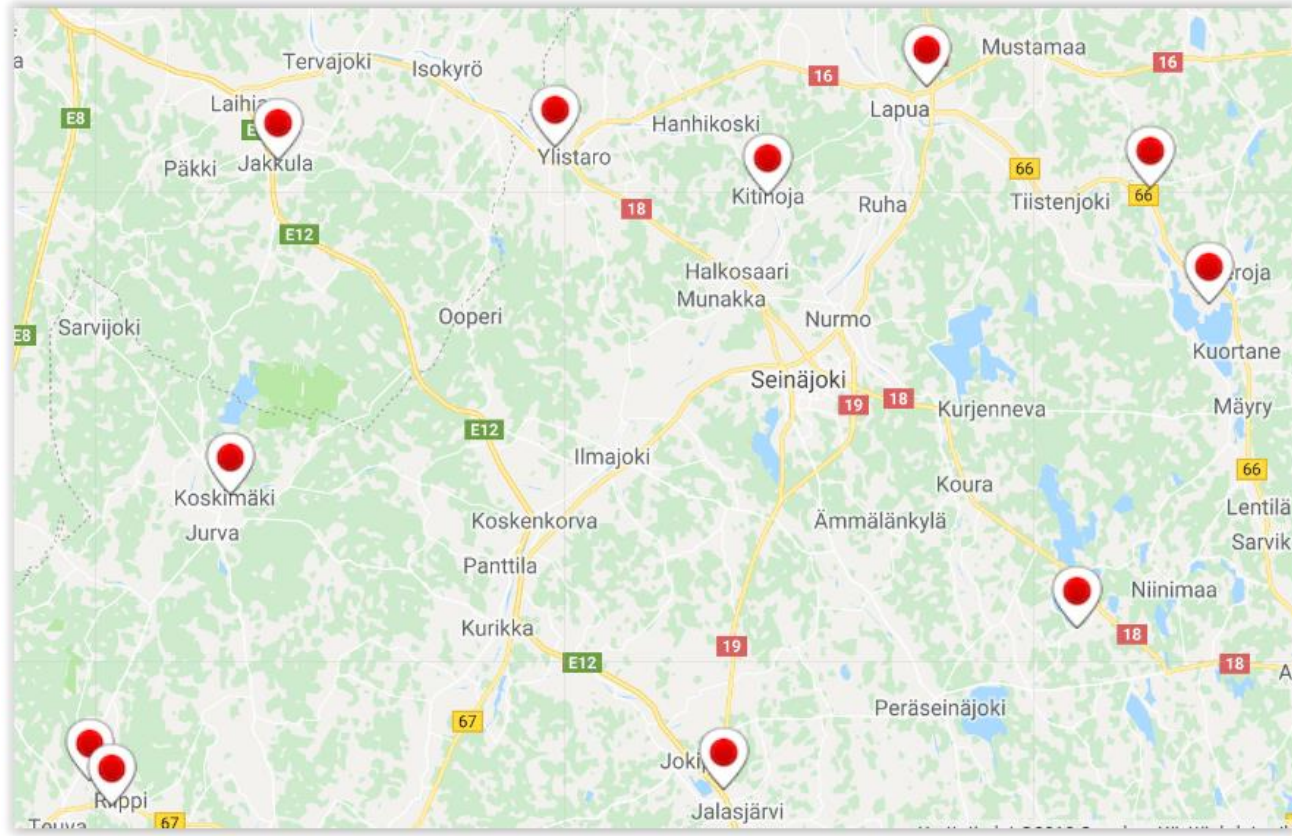 Mustamaa
Tervajoki
Isokyrö
16
16
Laihia
Lapua
E8
Hanhikoski
Ylistaro
Päkki
Jakkula
66
Kitinoja
Ruha
Tiistenjoki
66
18
E12
Halkosaari
Munakka
Ooperi
Nurmo
Sarvijoki
E8
Kuortane
Seinäjoki
19
18
Kurjenneva
Mäyry
E12
Ilmajoki
66
Koura
Koskimäki
Lentilä
Koskenkorva
Ämmälänkylä
Jurva
Panttila
Niinimaa
Kurikka
18
19
E12
18
Peräseinäjoki
67
Jalasjärvi
Riippi
67